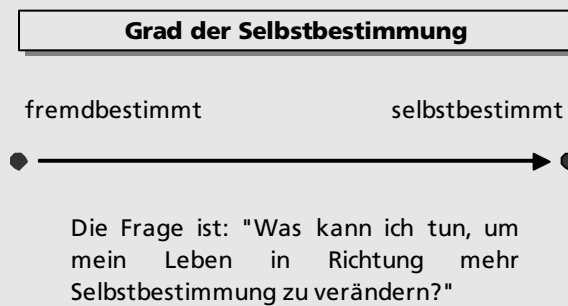 Grad der Selbstbestimmung
fremdbestimmt selbstbestimmt
Die Frage ist: "Was kann ich tun, um
mein Leben in Richtung mehr
Selbstbestimmung zu verändern?"